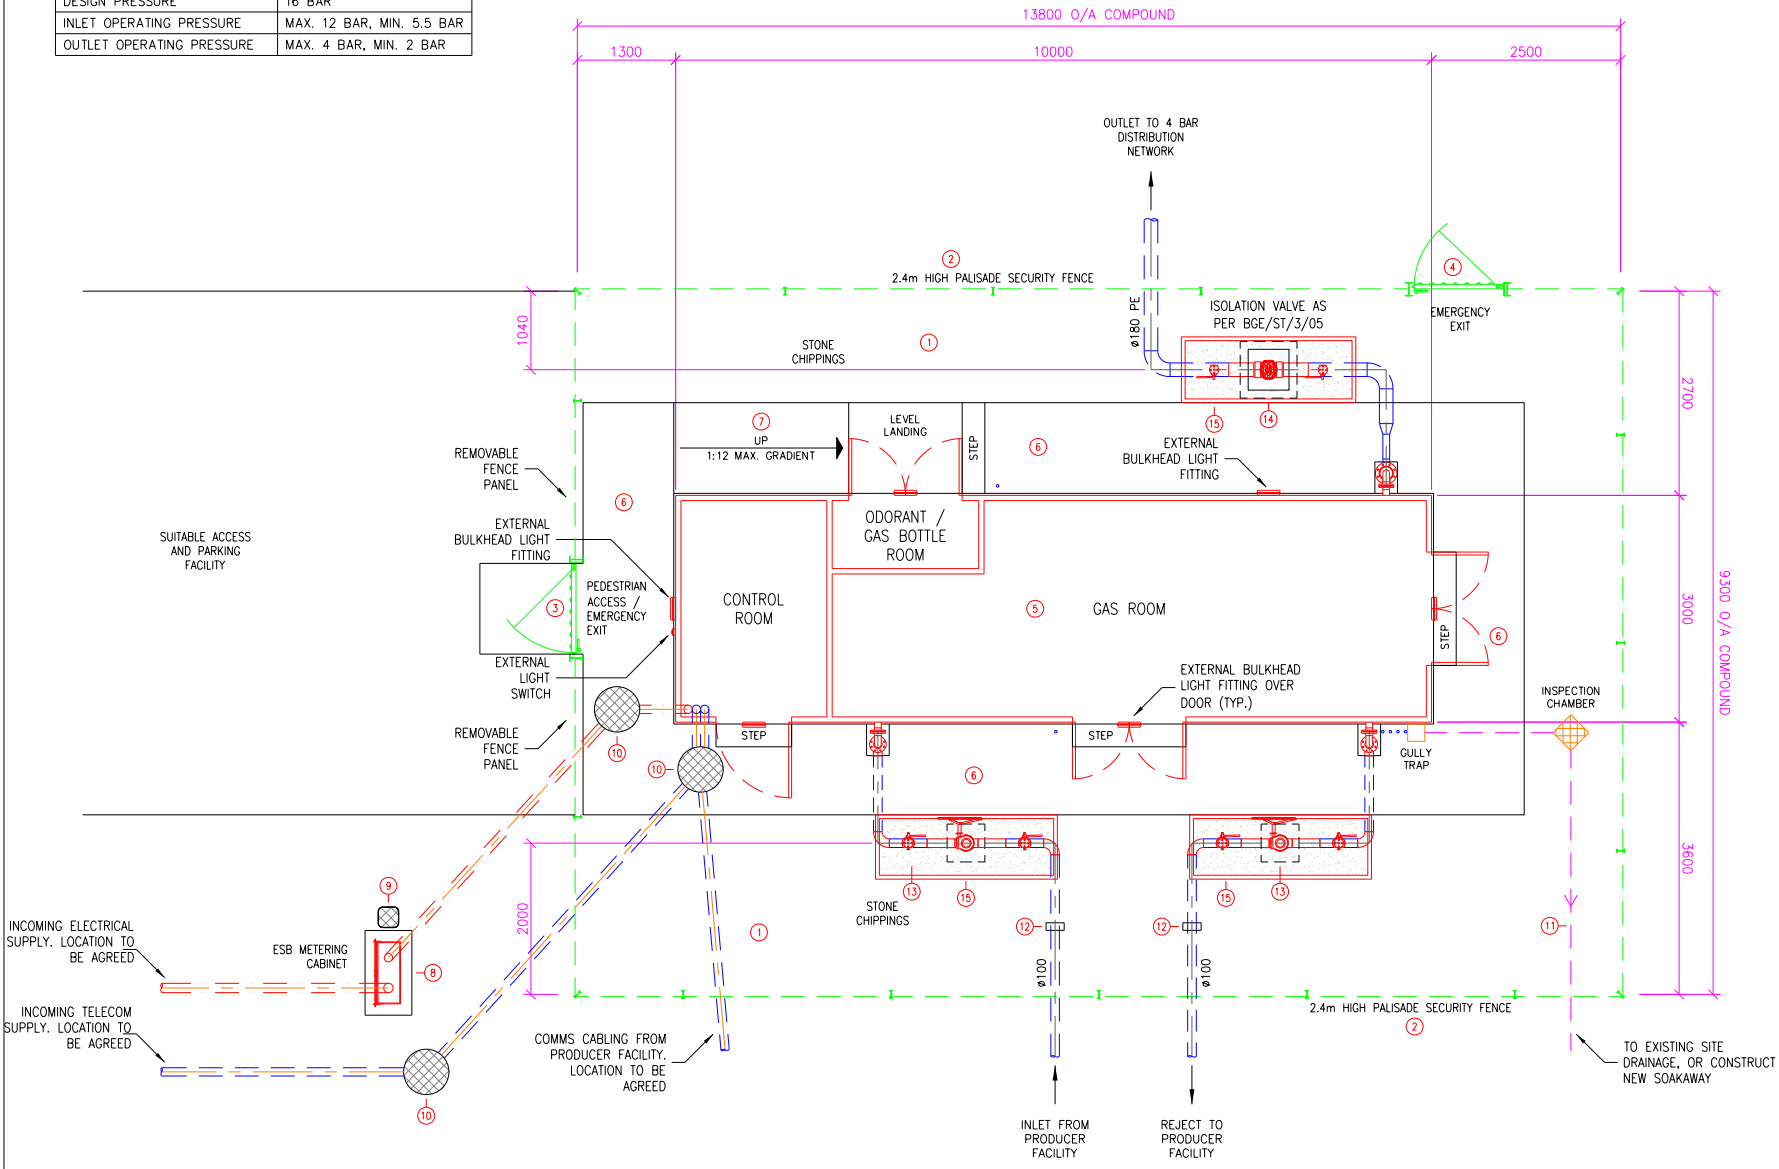 DESIGN PRESSURE 16 BAR
INLET OPERATING PRESSURE MAX. 12 BAR, MIN. 5.5 BAR
OUTLET OPERATING PRESSURE MAX. 4 BAR, MIN. 2 BAR
13800 O/A COMPOUND
1300
10000
2500
OUTLET TO 4 BAR
DISTRIBUTION
NETWORK
2
2.4m HIGH PALISADE SECURITY FENCE
4
EMERGENCY
EXIT
ø180 PE
ISOLATION VALVE AS
PER BGE/ST/3/05
1040
STONE
CHIPPINGS
1
15
14
2700
7
UP
1:12 MAX. GRADIENT
LEVEL
LANDING
STEP
6
EXTERNAL
BULKHEAD LIGHT
FITTING
REMOVABLE
FENCE
PANEL
6
EXTERNAL
BULKHEAD LIGHT
FITTING
SUITABLE ACCESS
AND PARKING
FACILITY
ODORANT /
GAS BOTTLE
ROOM
3
PEDESTRIAN
ACCESS /
EMERGENCY
EXIT
CONTROL
ROOM
5
GAS ROOM
STEP
6
3000
9300 O/A COMPOUND
EXTERNAL
LIGHT
SWITCH
EXTERNAL BULKHEAD
LIGHT FITTING OVER
DOOR (TYP.)
INSPECTION
CHAMBER
REMOVABLE
FENCE
PANEL
10
10
STEP
STEP
6
GULLY
TRAP
3600
2000
13
15
15
13
STONE
CHIPPINGS
1
12
12
11
9
ESB METERING
CABINET
8
INCOMING ELECTRICAL
SUPPLY. LOCATION TO
BE AGREED
INCOMING TELECOM
SUPPLY. LOCATION TO
BE AGREED
10
ø100
ø100
2.4m HIGH PALISADE SECURITY FENCE
2
COMMS CABLING FROM
PRODUCER FACILITY.
LOCATION TO BE
AGREED
TO EXISTING SITE
DRAINAGE, OR CONSTRUCT
NEW SOAKAWAY
INLET FROM
PRODUCER
FACILITY
REJECT TO
PRODUCER
FACILITY